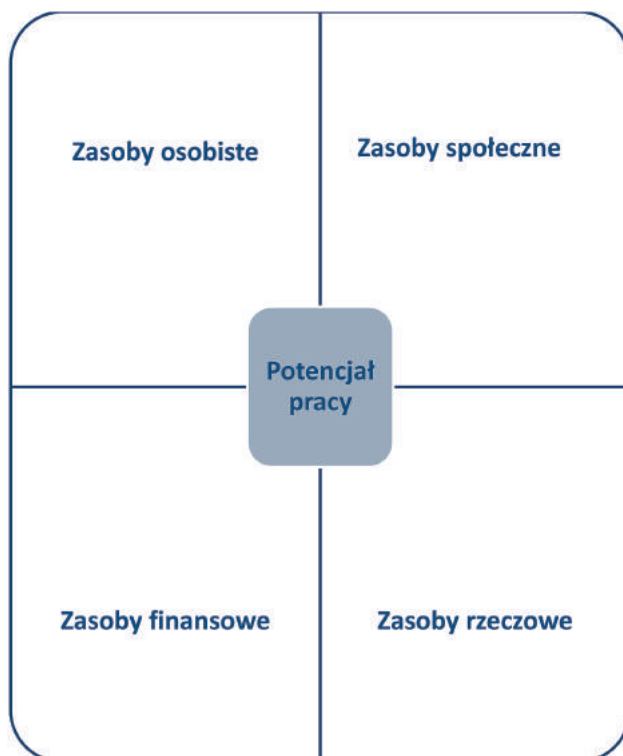 Zasoby osobiste
Zasoby społeczne
Potencjał
pracy
Zasoby finansowe
Zasoby rzeczowe